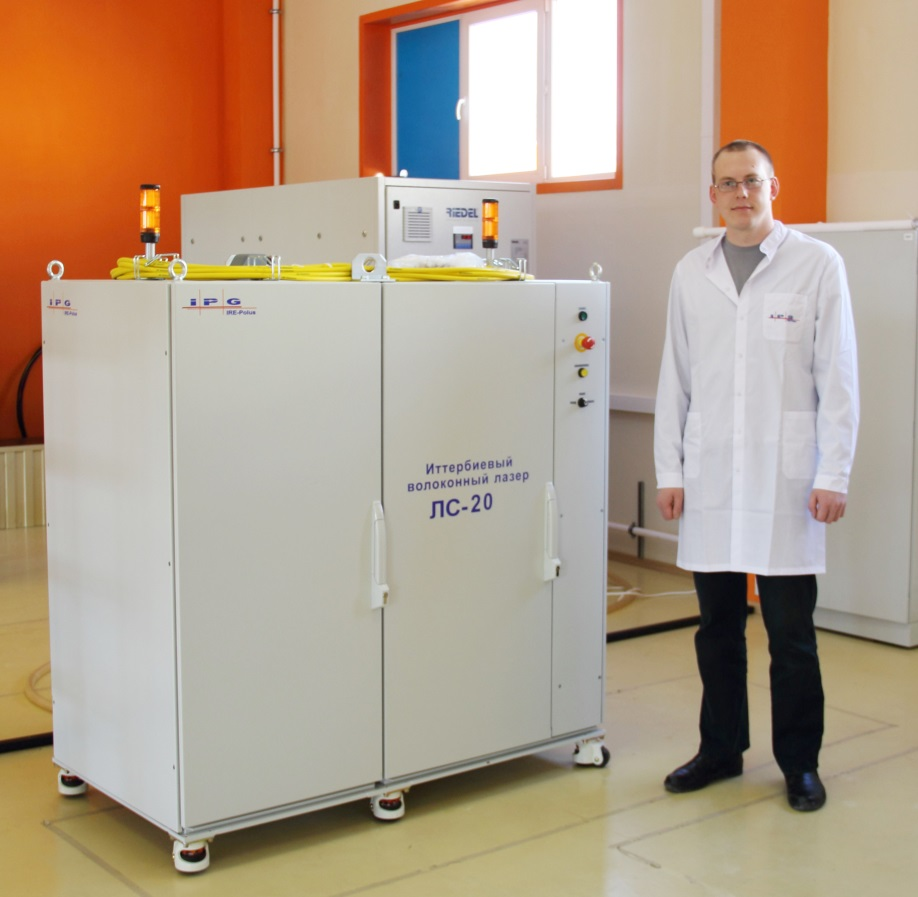 RIEDEL
IPG
IPG
IRE-Polus
Иттербиевый
волоконный лазер
ЛС-20